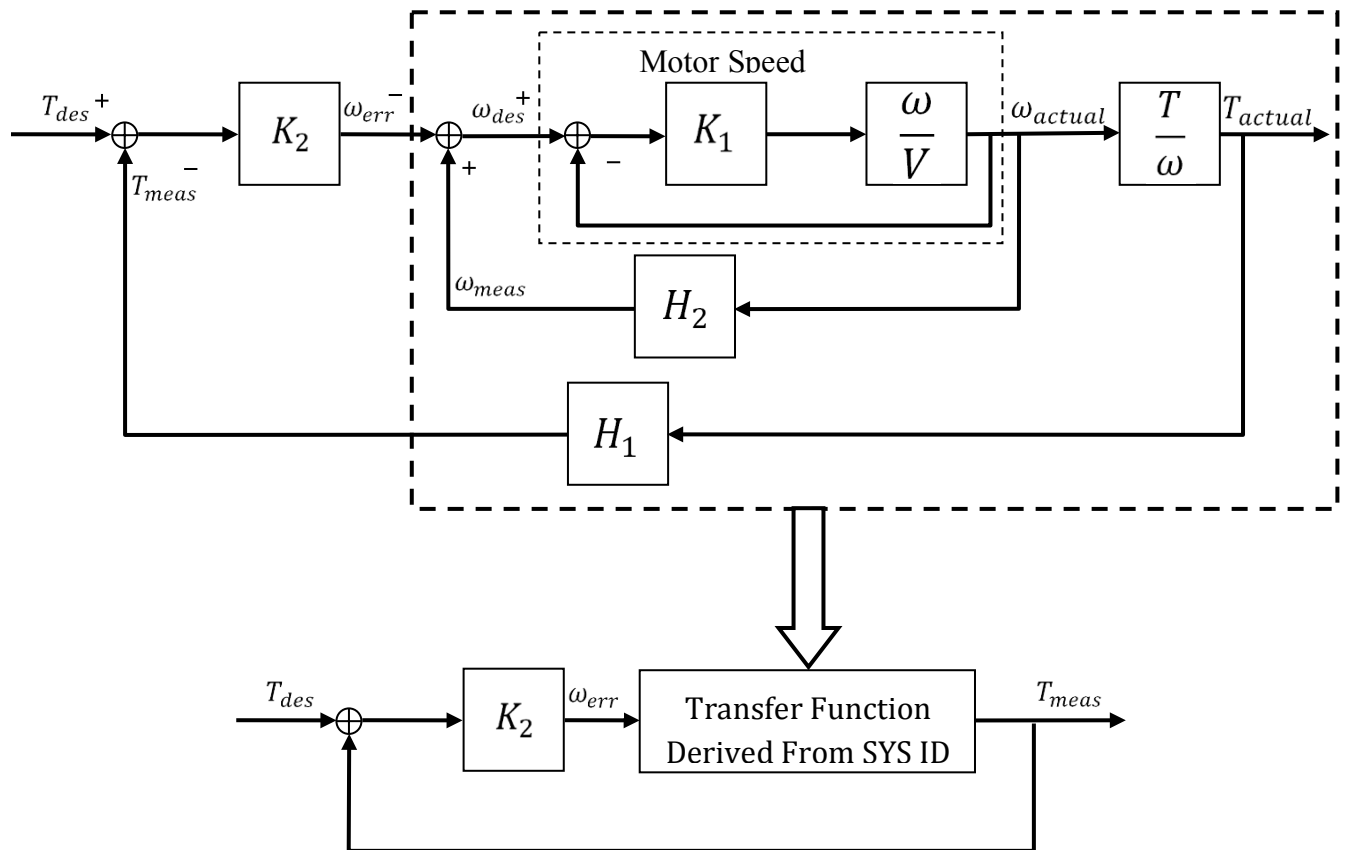 Motor Speed
T_des +
K_2
ω_err −
ω_des +
K_1
ω
V
ω_actual
T
ω
T_actual
T_meas −
+
−
ω_meas
H_2
H_1
T_des
K_2
ω_err
Transfer Function
Derived From SYS ID
T_meas